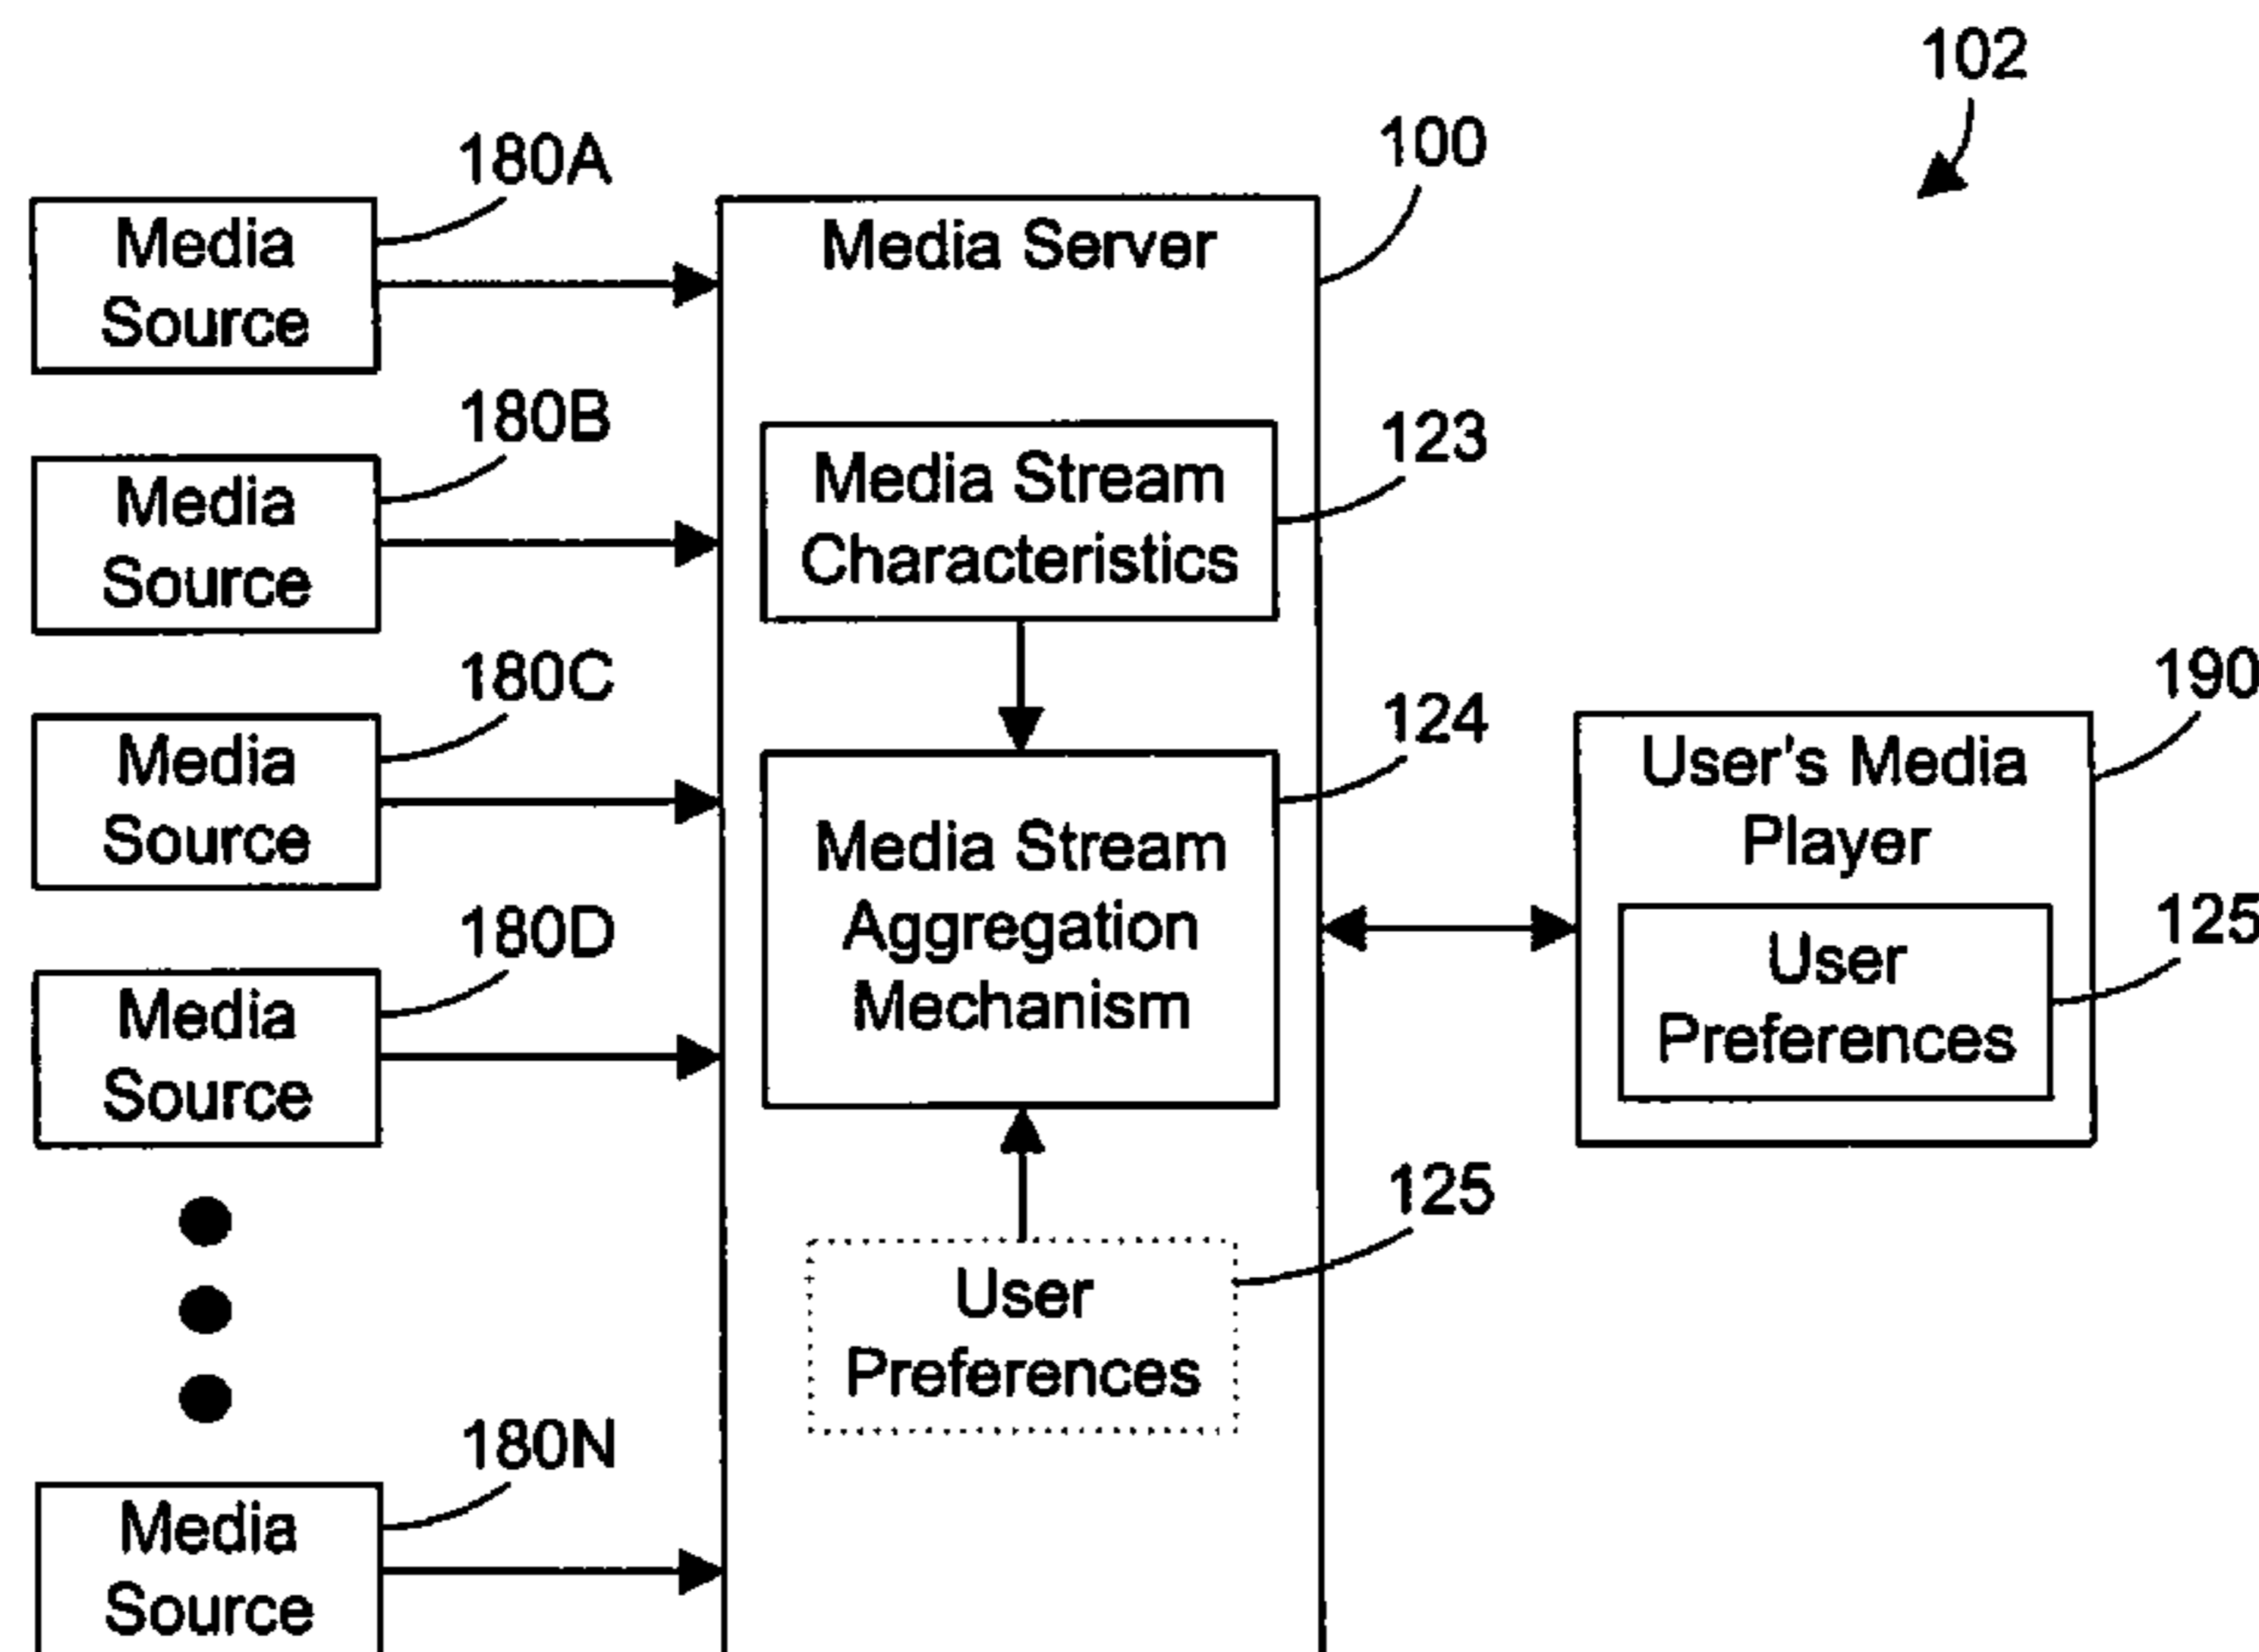 102
180A
100
Media
Source
Media Server
180B
123
Media
Source
Media Stream
Characteristics
180C
124
190
Media
Source
Media Stream
Aggregation
Mechanism
User's Media
Player
180D
125
Media
Source
User
Preferences
125
User
Preferences
180N
Media
Source